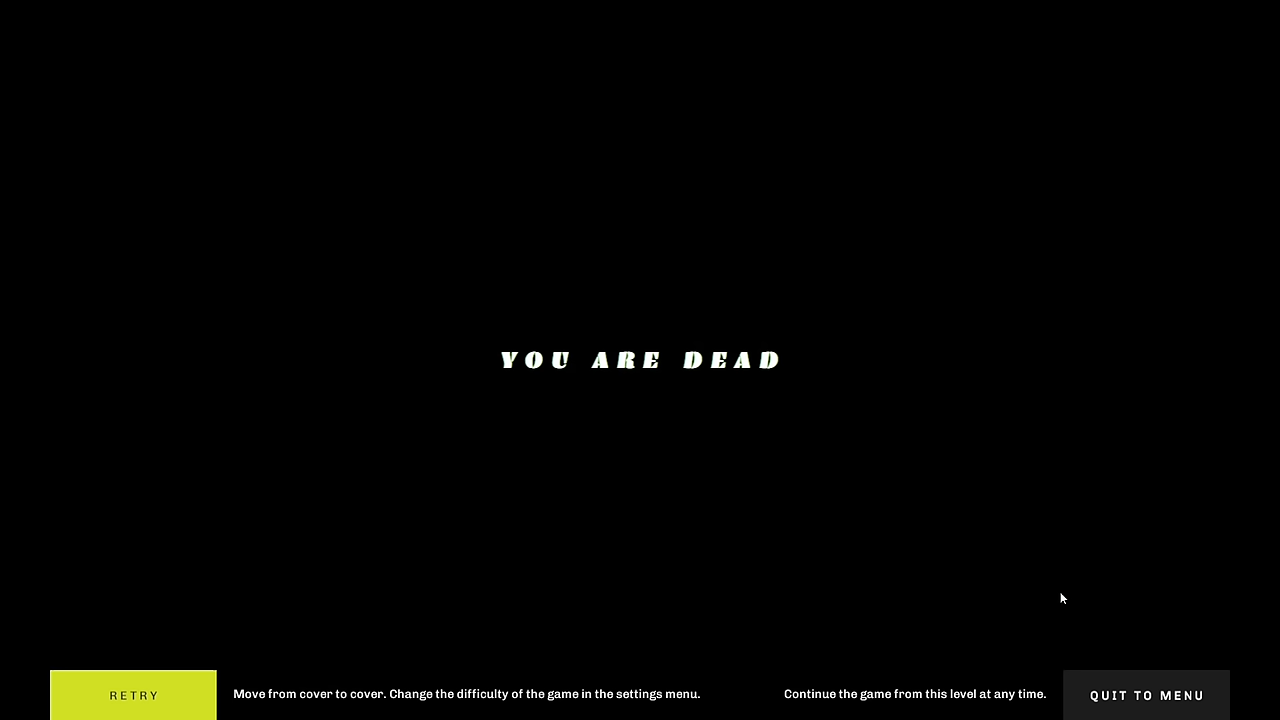 YOU ARE DEAD
RETRY
Move from cover to cover. Change the difficulty of the game in the settings menu.
Continue the game from this level at any time.
QUIT TO MENU